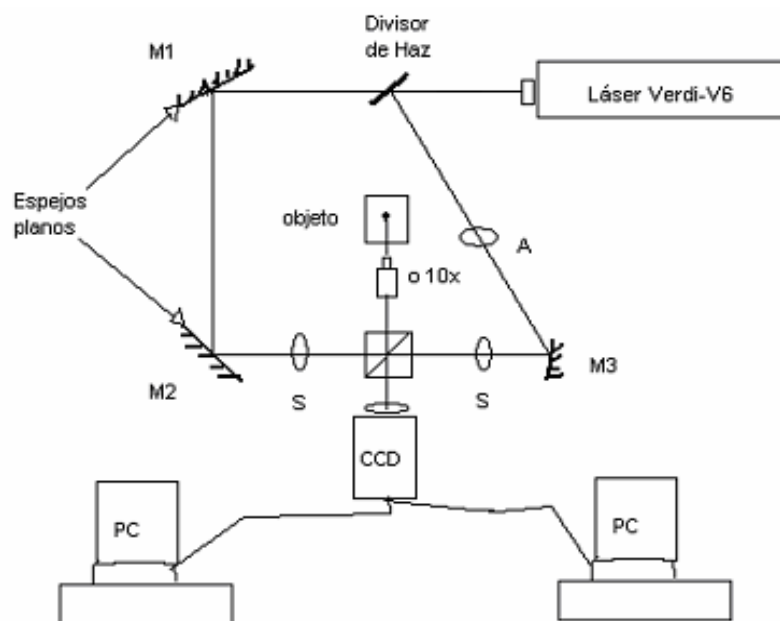 Divisor
de Haz
M1
Láser Verdi-V6
Espejos
planos
objeto
A
o 10x
M2
S
S
M3
CCD
PC
PC